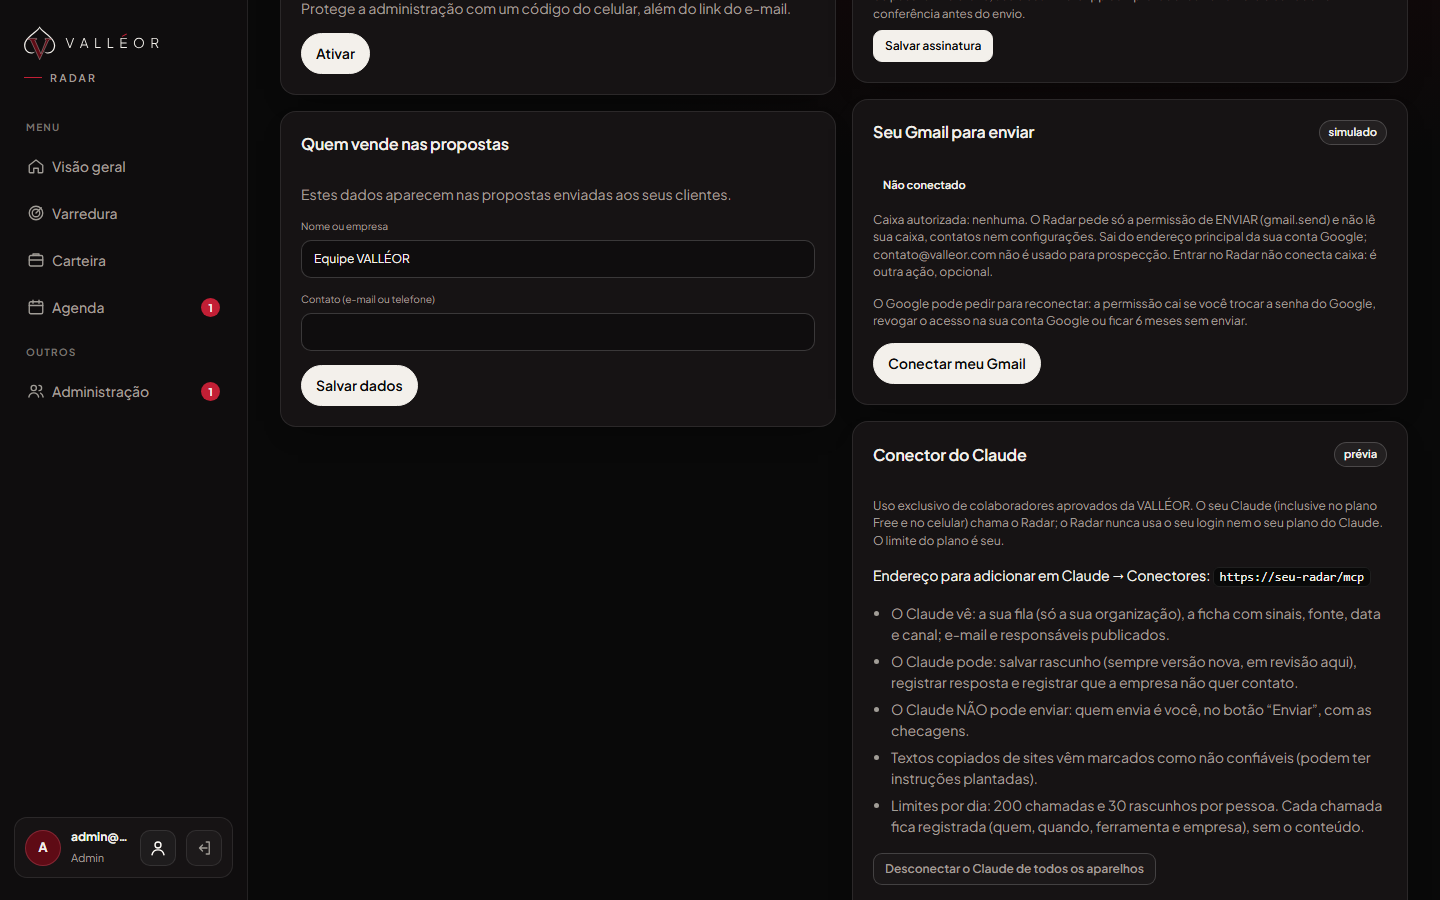 VALLÉOR
RADAR
MENU
Visão geral
Varredura
Carteira
Agenda
1
OUTROS
Administração
1
A
admin@…
Admin
Protege a administração com um código do celular, além do link do e-mail.
Ativar
Quem vende nas propostas
Estes dados aparecem nas propostas enviadas aos seus clientes.
Nome ou empresa
Equipe VALLÉOR
Contato (e-mail ou telefone)
Salvar dados
conferência antes do envio.
Salvar assinatura
Seu Gmail para enviar
simulado
Não conectado
Caixa autorizada: nenhuma. O Radar pede só a permissão de ENVIAR (gmail.send) e não lê
sua caixa, contatos nem configurações. Sai do endereço principal da sua conta Google;
contato@valleor.com não é usado para prospecção. Entrar no Radar não conecta caixa: é
outra ação, opcional.
O Google pode pedir para reconectar: a permissão cai se você trocar a senha do Google,
revogar o acesso na sua conta Google ou ficar 6 meses sem enviar.
Conectar meu Gmail
Conector do Claude
prévia
Uso exclusivo de colaboradores aprovados da VALLÉOR. O seu Claude (inclusive no plano
Free e no celular) chama o Radar; o Radar nunca usa o seu login nem o seu plano do Claude.
O limite do plano é seu.
Endereço para adicionar em Claude → Conectores: https://seu-radar/mcp
• O Claude vê: a sua fila (só a sua organização), a ficha com sinais, fonte, data
e canal; e-mail e responsáveis publicados.
• O Claude pode: salvar rascunho (sempre versão nova, em revisão aqui),
registrar resposta e registrar que a empresa não quer contato.
• O Claude NÃO pode enviar: quem envia é você, no botão “Enviar”, com as
checagens.
• Textos copiados de sites vêm marcados como não confiáveis (podem ter
instruções plantadas).
• Limites por dia: 200 chamadas e 30 rascunhos por pessoa. Cada chamada
fica registrada (quem, quando, ferramenta e empresa), sem o conteúdo.
Desconectar o Claude de todos os aparelhos